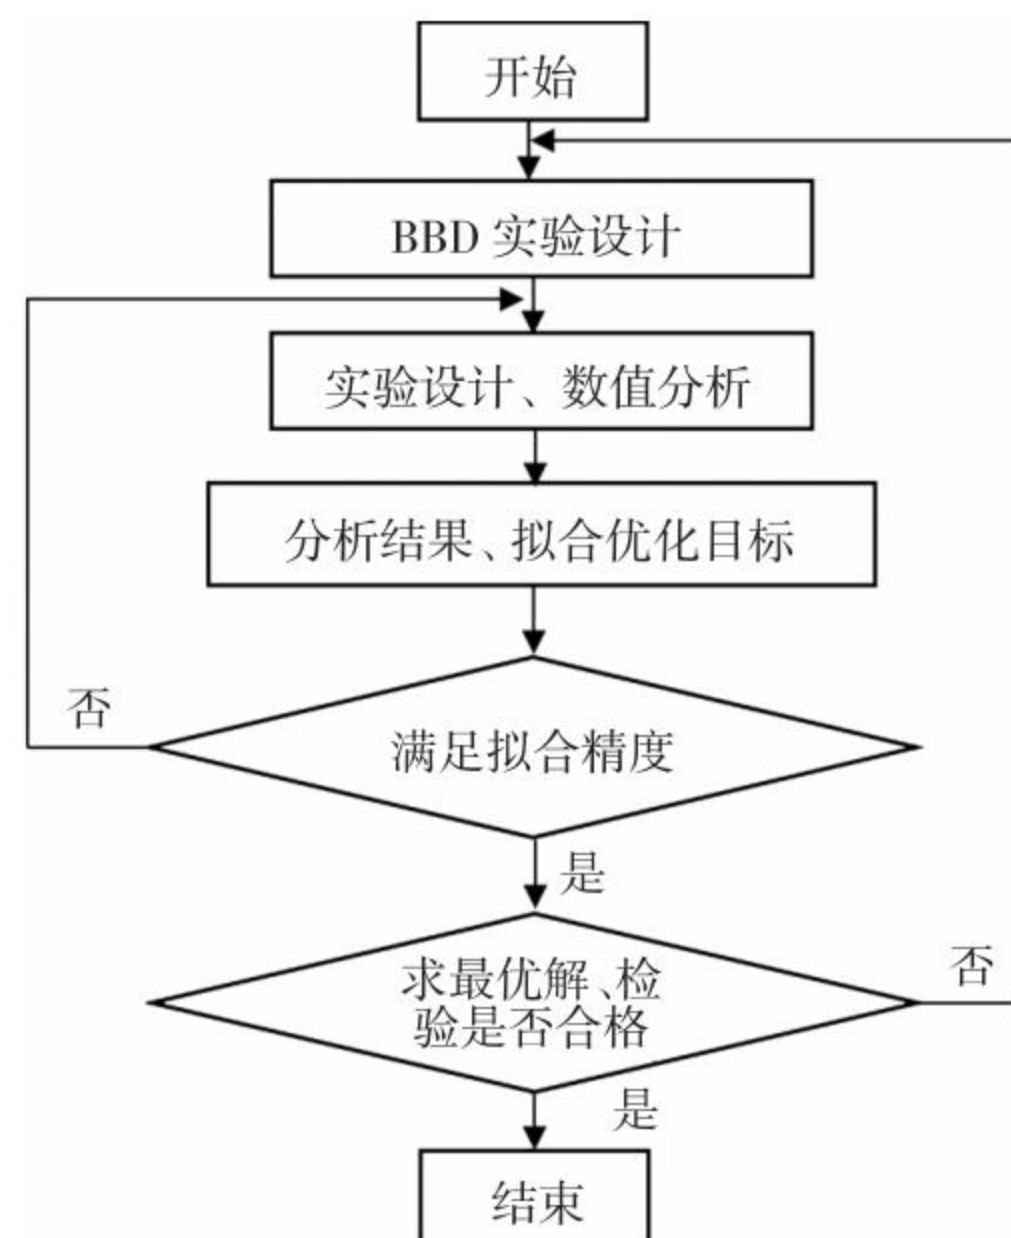 开始
BBD 实验设计
实验设计、数值分析
分析结果、拟合优化目标
否
满足拟合精度
是
求最优解、检
验是否合格
否
是
结束